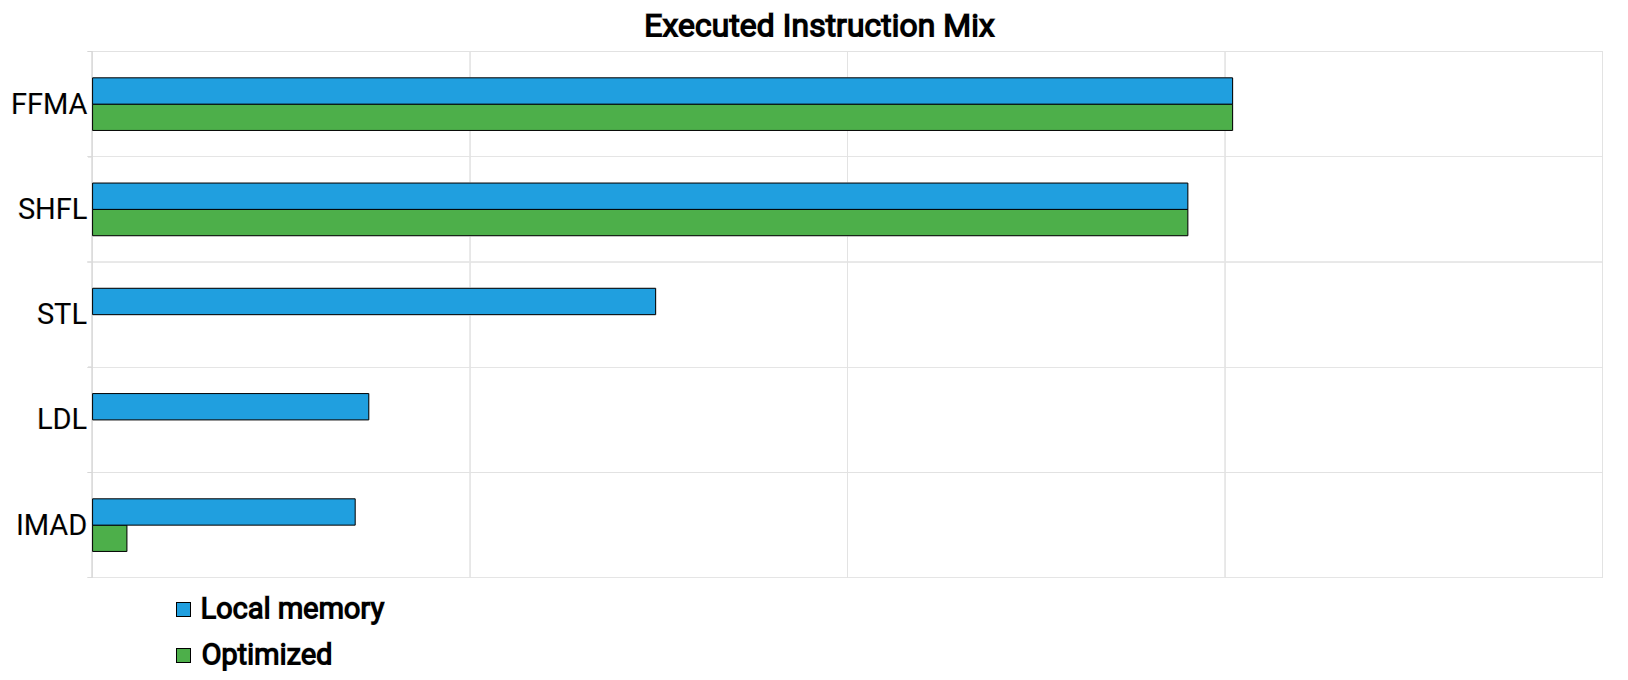 Executed Instruction Mix
FFMA
SHFL
STL
LDL
IMAD
Local memory
Optimized